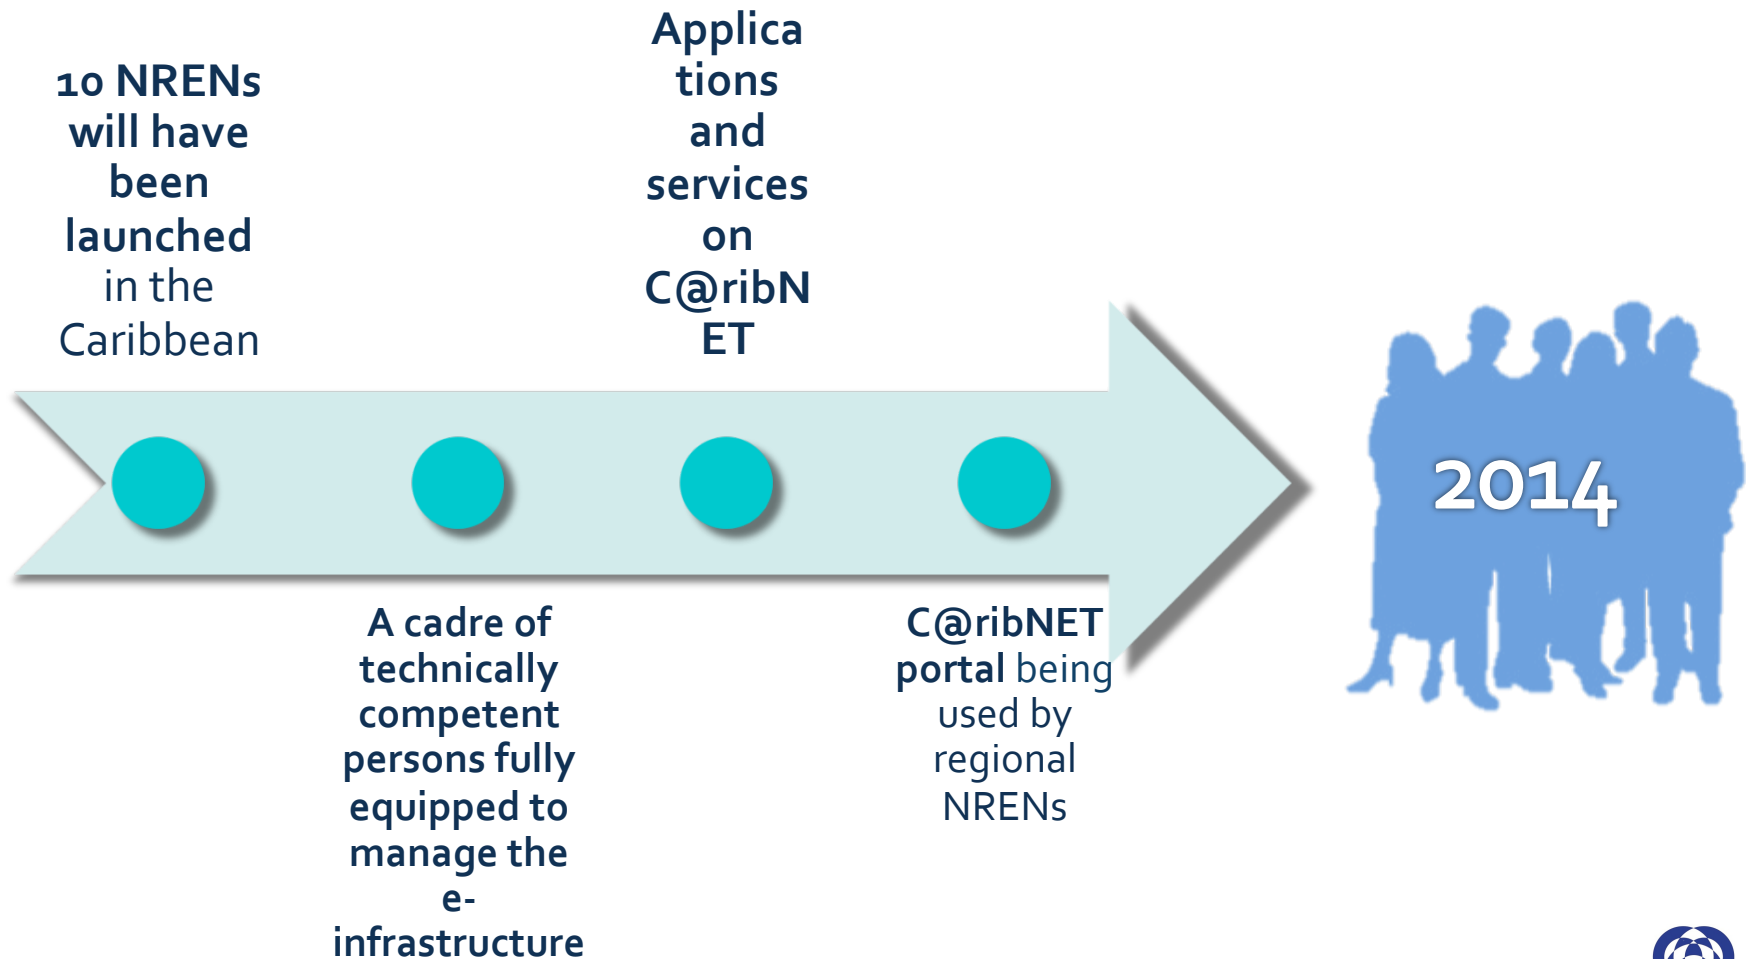 10 NRENs
will have
been
launched
in the
Caribbean
A cadre of
technically
competent
persons fully
equipped to
manage the
e-
infrastructure
Applica
tions
and
services
on
C@ribN
ET
C@ribNET
portal being
used by
regional
NRENs
2014